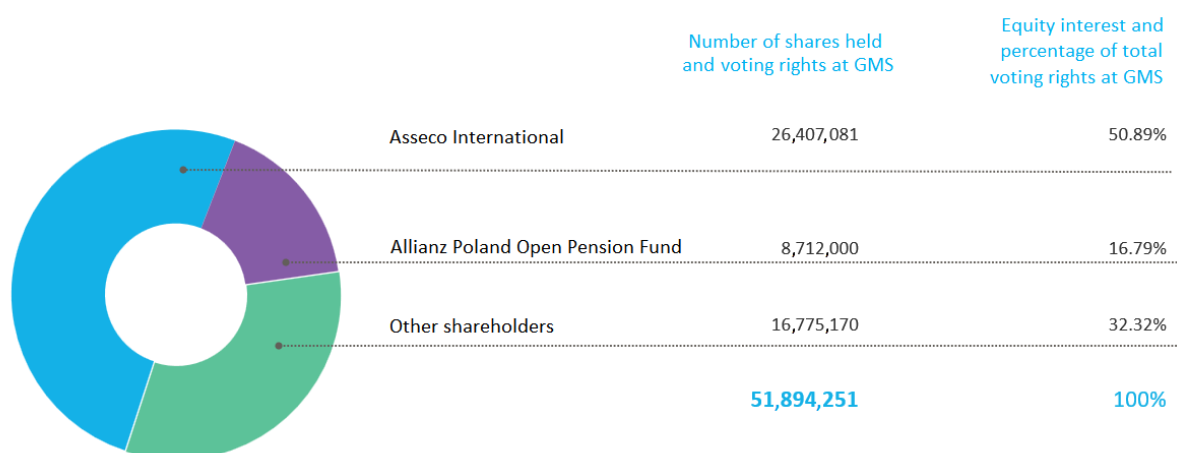 Number of shares held
and voting rights at GMS
Equity interest and
percentage of total
voting rights at GMS
Asseco International 26,407,081 50.89%
Allianz Poland Open Pension Fund 8,712,000 16.79%
Other shareholders 16,775,170 32.32%
51,894,251 100%